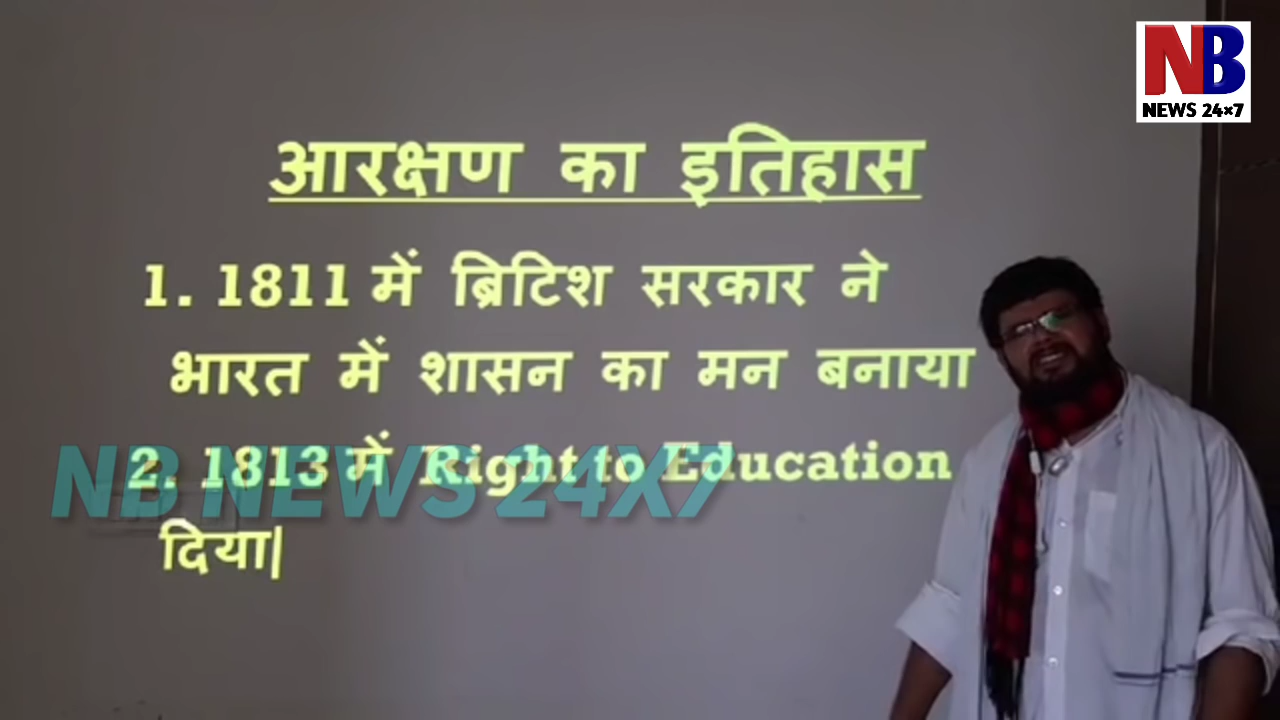 NB
NEWS 24×7
आरक्षण का इतिहास
1. 1811 में ब्रिटिश सरकार ने
भारत में शासन का मन बनाया
2. 1813 में Right to Education
NB NEWS 24X7
दिया|